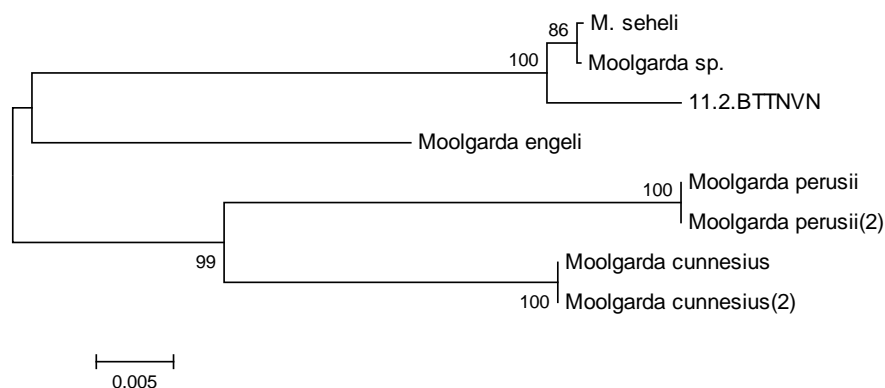 86
M. seheli
100
Moolgarda sp.
11.2.BTTNVN
Moolgarda engeli
100
Moolgarda perusii
Moolgarda perusii(2)
99
Moolgarda cunnesius
100
Moolgarda cunnesius(2)
0.005